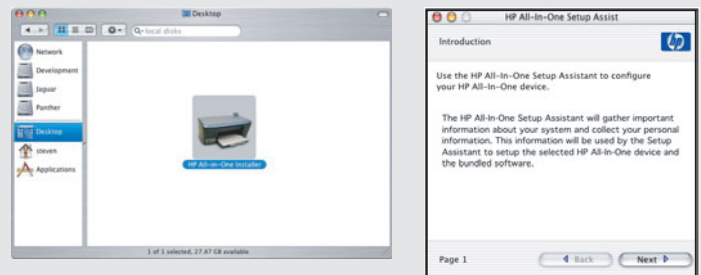 Desktop
Q- local disks
Network
Development
Jaguar
Panther
Desktop
steven
Applications
HP All-in-One Installer
1 of 1 selected, 27.87 GB available
HP All-In-One Setup Assist
Introduction
hp
Use the HP All-In-One Setup Assistant to configure
your HP All-In-One device.
The HP All-In-One Setup Assistant will gather important
information about your system and collect your personal
information. This information will be used by the Setup
Assistant to setup the selected HP All-In-One device and
the bundled software.
Page 1
Back
Next